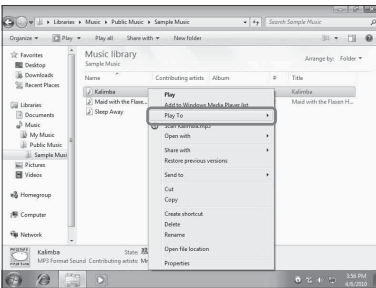 Libraries Music Public Music Sample Music
Search Sample Music
Organize Play Play all Share with New folder
Favorites
Desktop
Downloads
Recent Places
Libraries
Documents
Music
My Music
Public Music
Sample Musi
Pictures
Videos
Homegroup
Computer
Network
Music library
Sample Music
Arrange by: Folder
Name Contributing artists Album # Title
Kalimba Kalimba
Maid with the Flaxe... Maid with the Flaxen H...
Sleep Away
Play
Add to Windows Media Player list
Play To
Scan Kalimba.mp3
Open with
Share with
Restore previous versions
Send to
Cut
Copy
Create shortcut
Delete
Rename
Open file location
Properties
Kalimba State:
MP3 Format Sound Contributing artists:
3:56 PM
4/6/2010